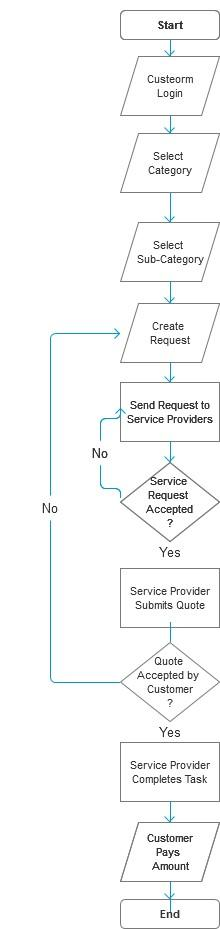 Start
Custeorm
Login
Select
Category
Select
Sub-Category
Create
Request
Send Request to
Service Providers
No
Service
Request
Accepted
?
No
Yes
Service Provider
Submits Quote
Quote
Accepted by
Customer
?
Yes
Service Provider
Completes Task
Customer
Pays
Amount
End